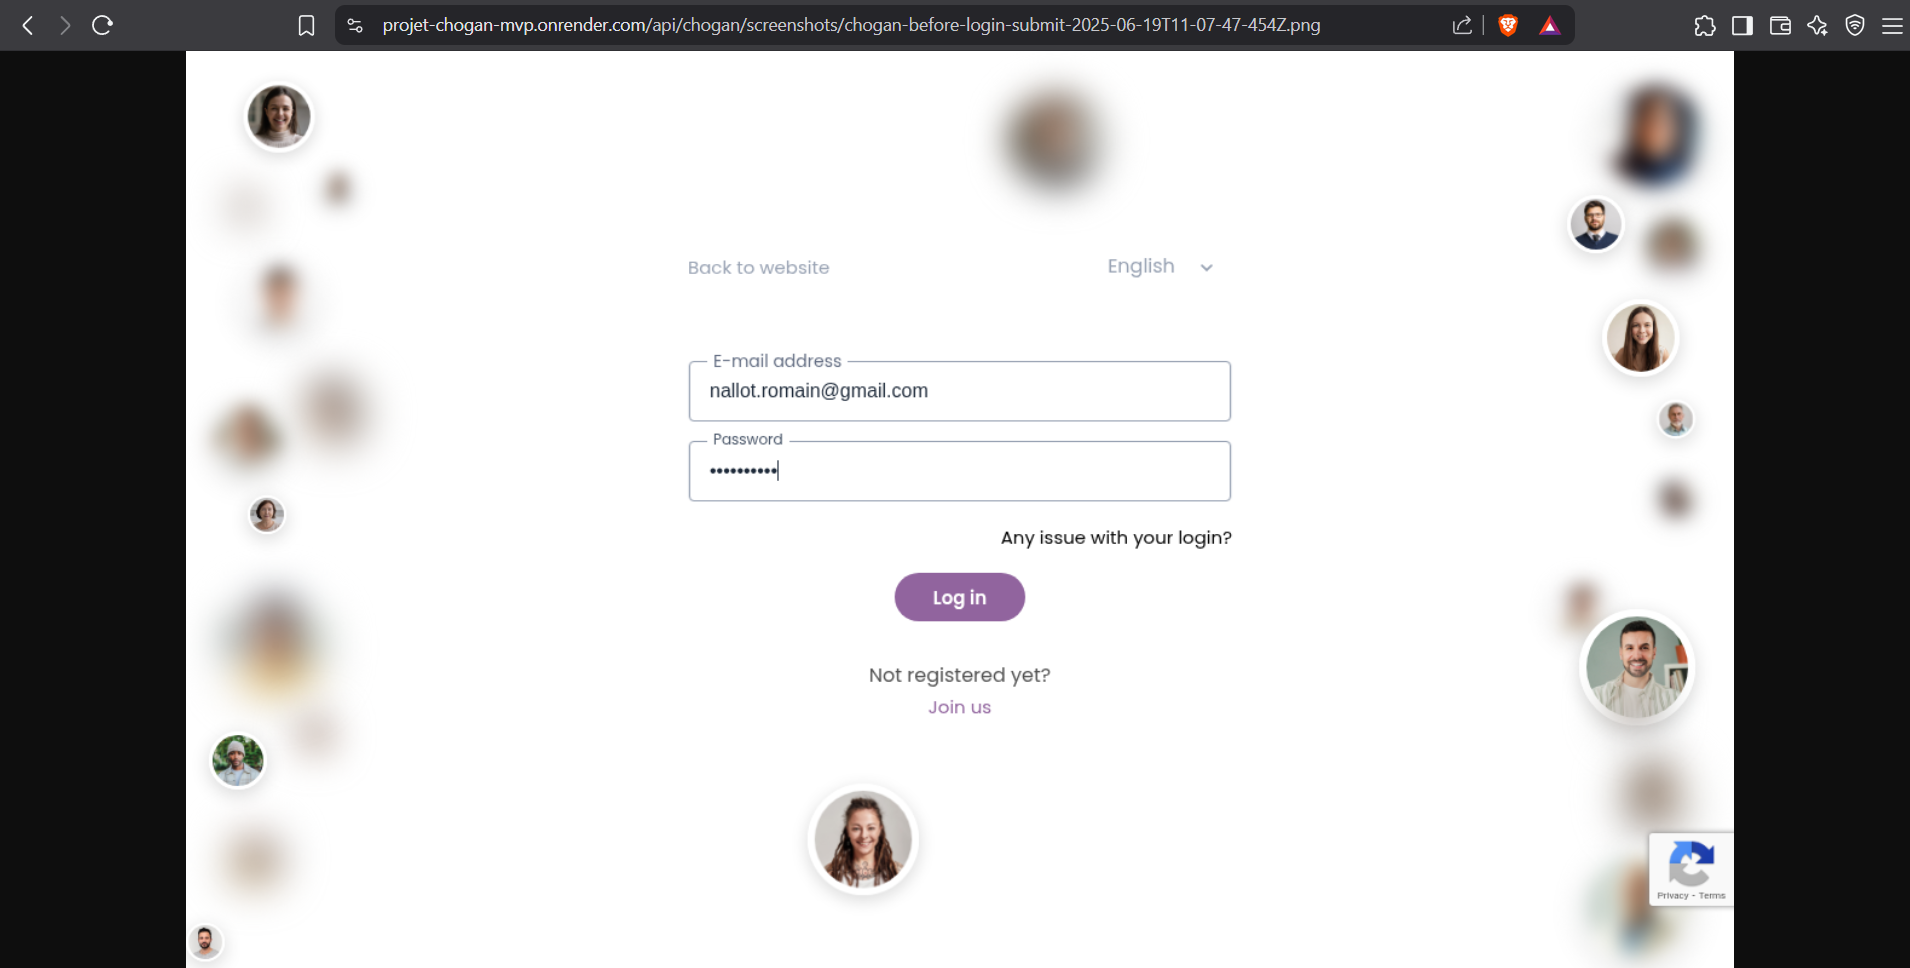 projet-chogan-mvp.onrender.com/api/chogan/screenshots/chogan-before-login-submit-2025-06-19T11-07-47-454Z.png
Back to website
English
E-mail address
nallot.romain@gmail.com
Password
••••••••••
Any issue with your login?
Log in
Not registered yet?
Join us
Privacy - Terms